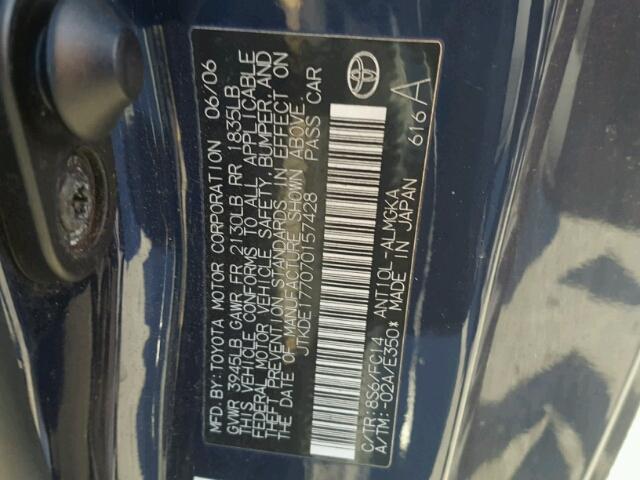 MFD. BY: TOYOTA MOTOR CORPORATION 06/06
GVWR 3945LB GAWR FR 2130LB RR 1835LB
THIS VEHICLE CONFORMS TO ALL APPLICABLE
FEDERAL MOTOR VEHICLE SAFETY, BUMPER, AND
THEFT PREVENTION STANDARDS IN EFFECT ON
THE DATE OF MANUFACTURE SHOWN ABOVE.
JTKDE177070157428 PASS CAR
C/TR: 8S6/FC14 ANT10L-ALMGKA
A/TM: -02A/E350* MADE IN JAPAN
616A